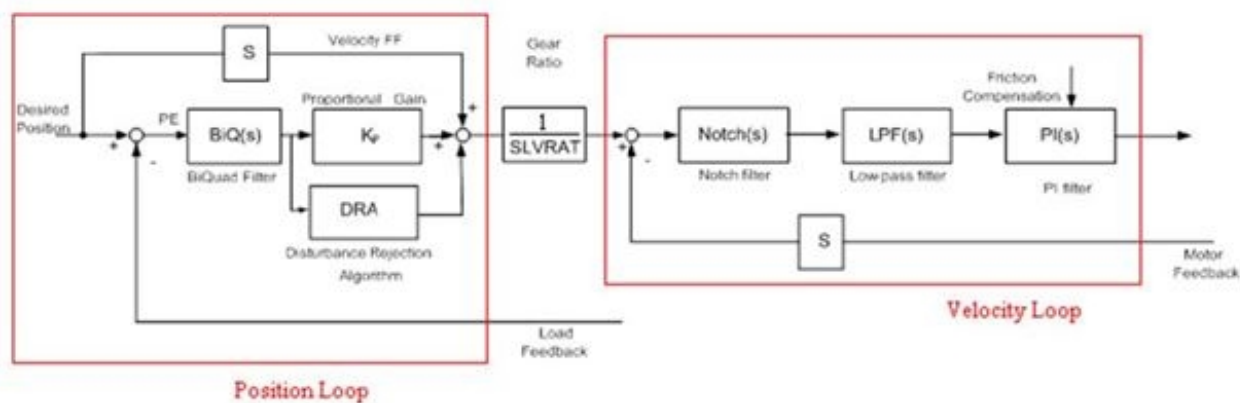 S
Velocity FF
Gear
Ratio
Desired
Position
PE
BiQ(s)
BiQuad Filter
Proportional Gain
Kp
DRA
Disturbance Rejection
Algorithm
+
-
+
+
1
SLVRAT
+
-
Notch(s)
Notch filter
LPF(s)
Low-pass filter
Friction
Compensation
PI(s)
PI filter
S
Motor
Feedback
Load
Feedback
Velocity Loop
Position Loop